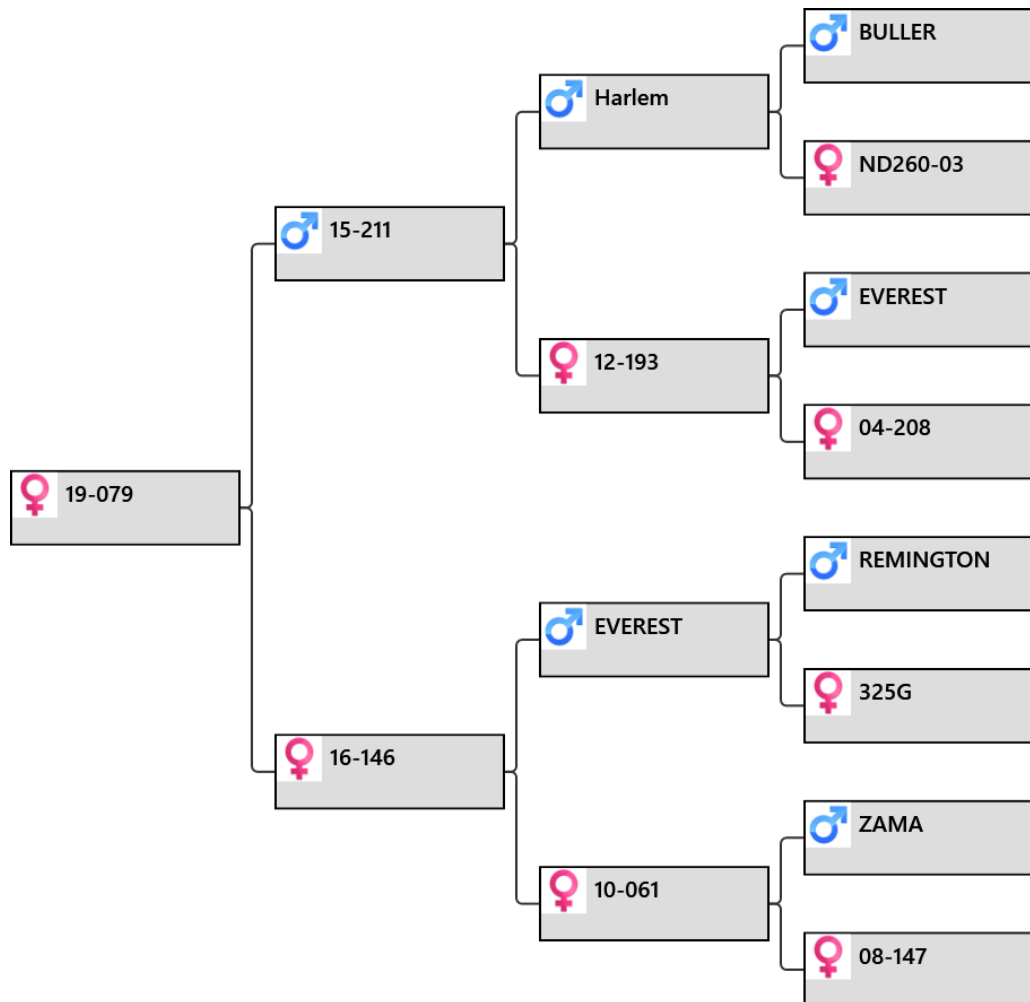 BULLER
Harlem
ND260-03
15-211
EVEREST
12-193
04-208
19-079
REMINGTON
EVEREST
325G
16-146
ZAMA
10-061
08-147